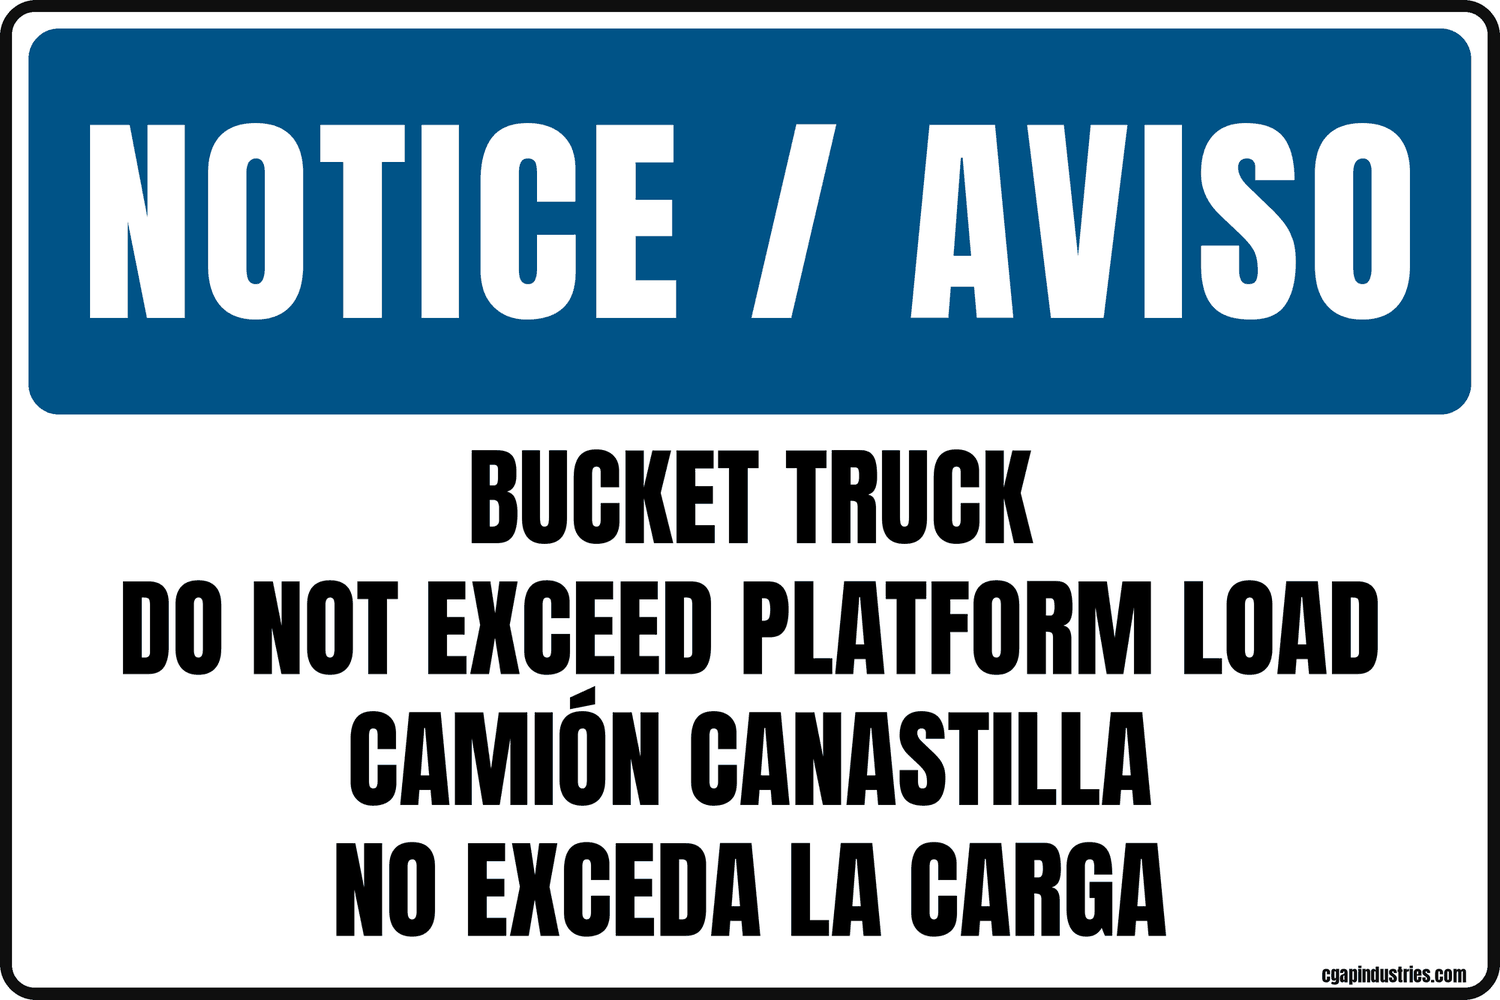 NOTICE / AVISO
BUCKET TRUCK
DO NOT EXCEED PLATFORM LOAD
CAMIÓN CANASTILLA
NO EXCEDA LA CARGA
cgapindustries.com